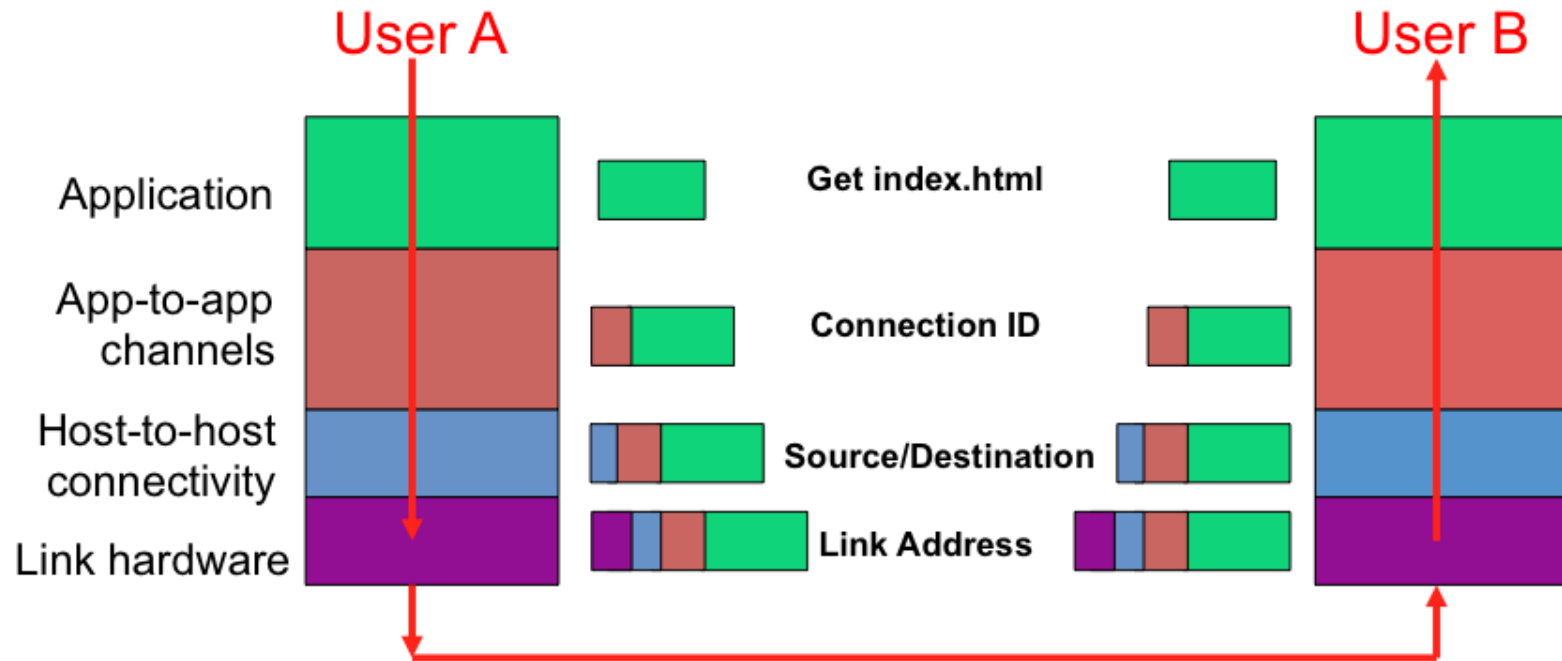 User A
User B
Application
Get index.html
App-to-app
channels
Connection ID
Host-to-host
connectivity
Source/Destination
Link hardware
Link Address